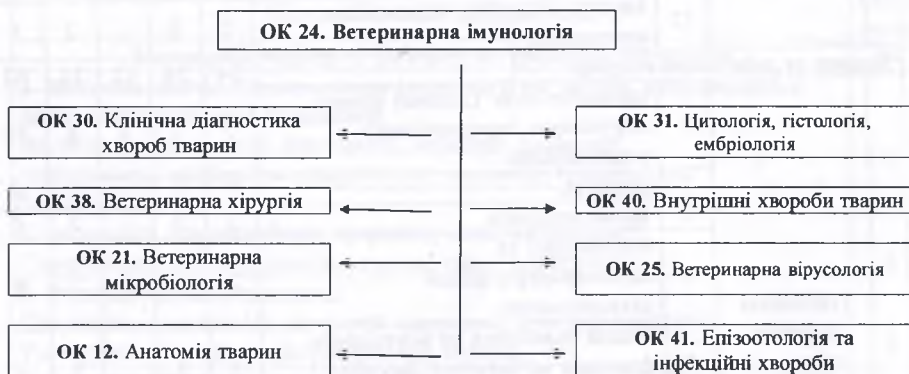 ОК 24. Ветеринарна імунологія
ОК 30. Клінічна діагностика
хвороб тварин
ОК 31. Цитологія, гістологія,
ембріологія
ОК 38. Ветеринарна хірургія
ОК 40. Внутрішні хвороби тварин
ОК 21. Ветеринарна
мікробіологія
ОК 25. Ветеринарна вірусологія
ОК 12. Анатомія тварин
ОК 41. Епізоотологія та
інфекційні хвороби